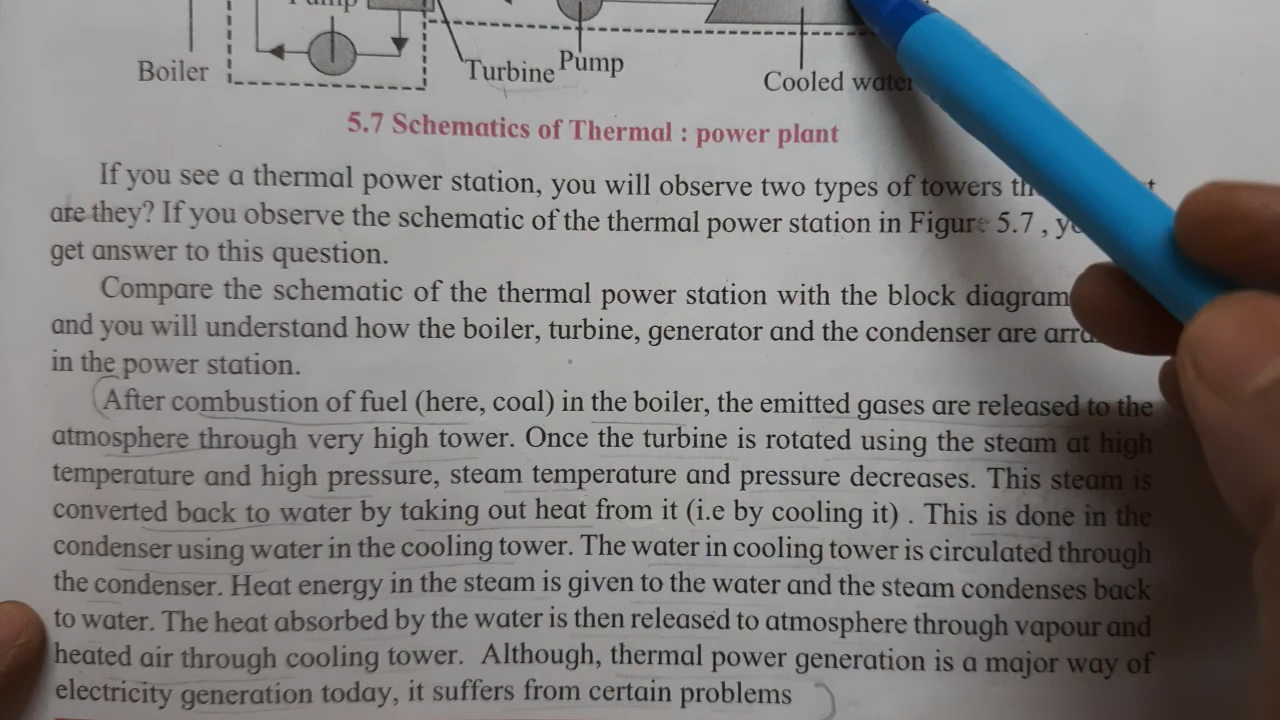 Pump
Boiler
Turbine
Pump
Cooled water
5.7 Schematics of Thermal : power plant
If you see a thermal power station, you will observe two types of towers
are they? If you observe the schematic of the thermal power station in Figure 5.7 ,
get answer to this question.
Compare the schematic of the thermal power station with the block diagram
and you will understand how the boiler, turbine, generator and the condenser are
in the power station.
After combustion of fuel (here, coal) in the boiler, the emitted gases are released to the
atmosphere through very high tower. Once the turbine is rotated using the steam at high
temperature and high pressure, steam temperature and pressure decreases. This steam is
converted back to water by taking out heat from it (i.e by cooling it) . This is done in the
condenser using water in the cooling tower. The water in cooling tower is circulated through
the condenser. Heat energy in the steam is given to the water and the steam condenses back
to water. The heat absorbed by the water is then released to atmosphere through vapour and
heated air through cooling tower. Although, thermal power generation is a major way of
electricity generation today, it suffers from certain problems